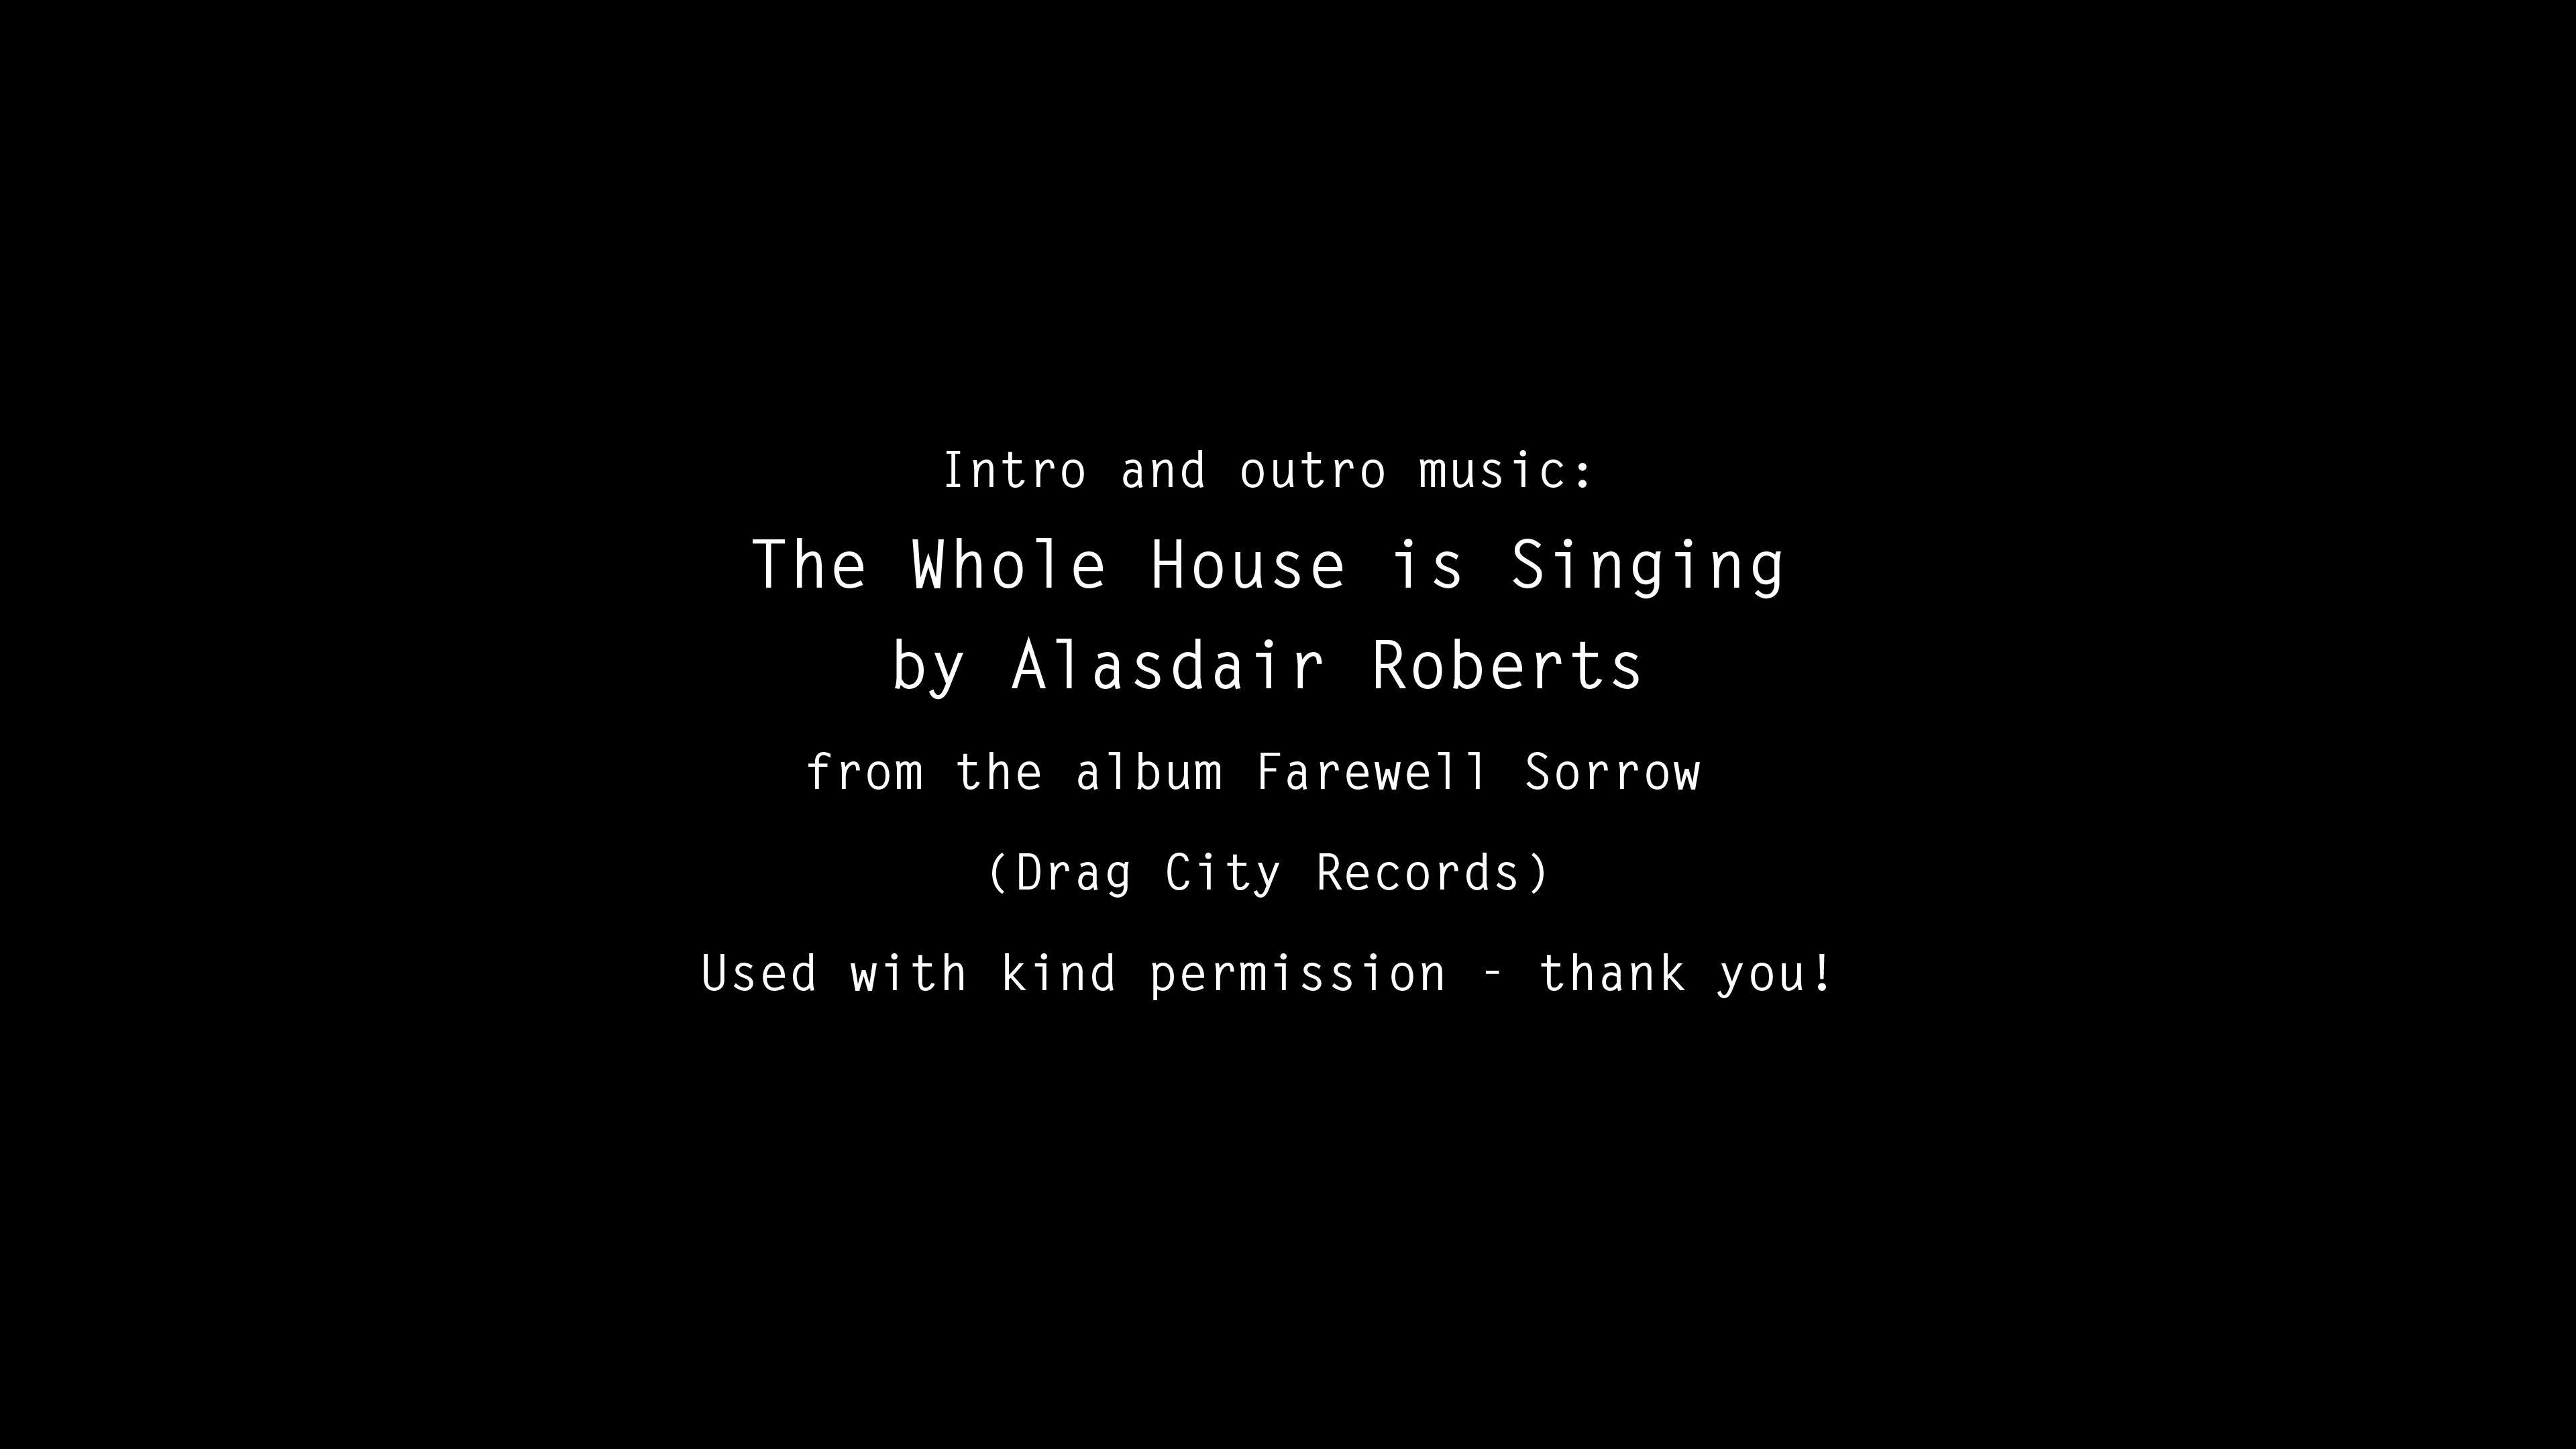 Intro and outro music:
The Whole House is Singing
by Alasdair Roberts
from the album Farewell Sorrow
(Drag City Records)
Used with kind permission - thank you!